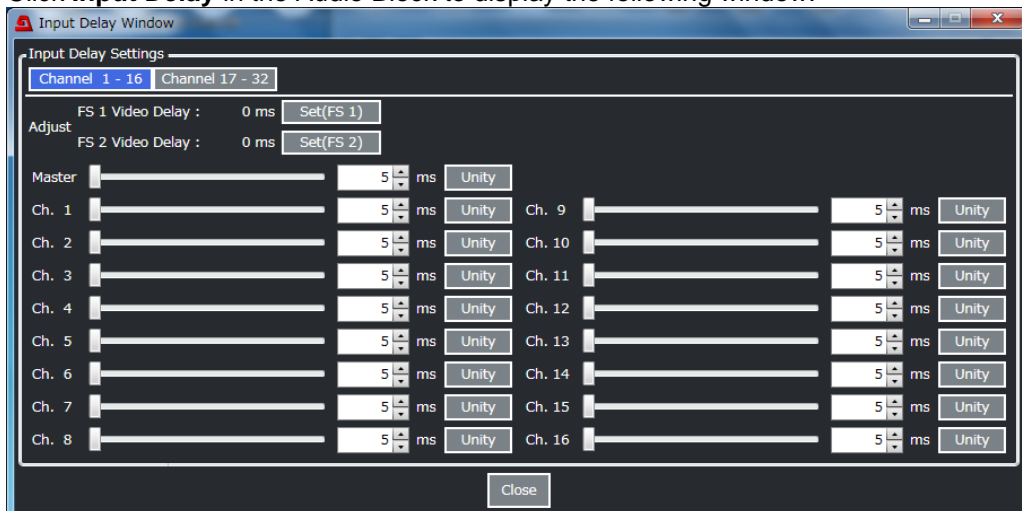 Click Input Delay in the Audio Block to display the following window.
Input Delay Window
Input Delay Settings
Channel 1 - 16 Channel 17 - 32
FS 1 Video Delay : 0 ms Set(FS 1)
Adjust
FS 2 Video Delay : 0 ms Set(FS 2)
Master 5 ms Unity
Ch. 1 5 ms Unity Ch. 9 5 ms Unity
Ch. 2 5 ms Unity Ch. 10 5 ms Unity
Ch. 3 5 ms Unity Ch. 11 5 ms Unity
Ch. 4 5 ms Unity Ch. 12 5 ms Unity
Ch. 5 5 ms Unity Ch. 13 5 ms Unity
Ch. 6 5 ms Unity Ch. 14 5 ms Unity
Ch. 7 5 ms Unity Ch. 15 5 ms Unity
Ch. 8 5 ms Unity Ch. 16 5 ms Unity
Close